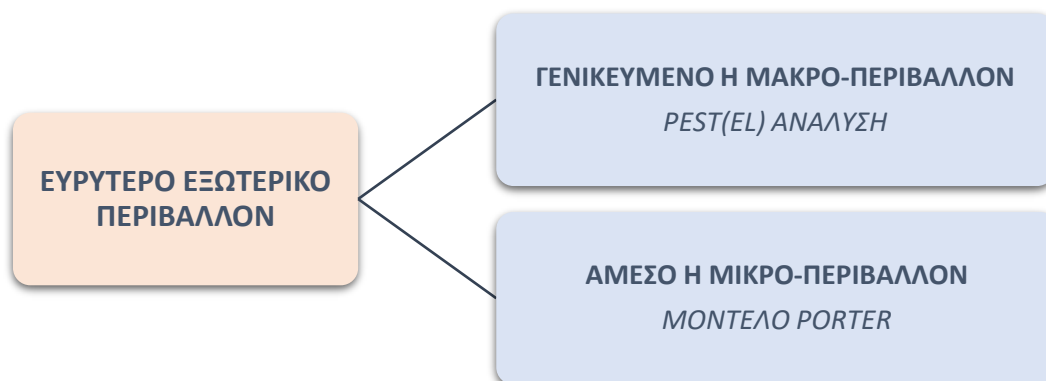 ΕΥΡΥΤΕΡΟ ΕΞΩΤΕΡΙΚΟ
ΠΕΡΙΒΑΛΛΟΝ
ΓΕΝΙΚΕΥΜΕΝΟ Η ΜΑΚΡΟ-ΠΕΡΙΒΑΛΛΟΝ
PEST(EL) ΑΝΑΛΥΣΗ
ΑΜΕΣΟ Η ΜΙΚΡΟ-ΠΕΡΙΒΑΛΛΟΝ
ΜΟΝΤΕΛΟ PORTER